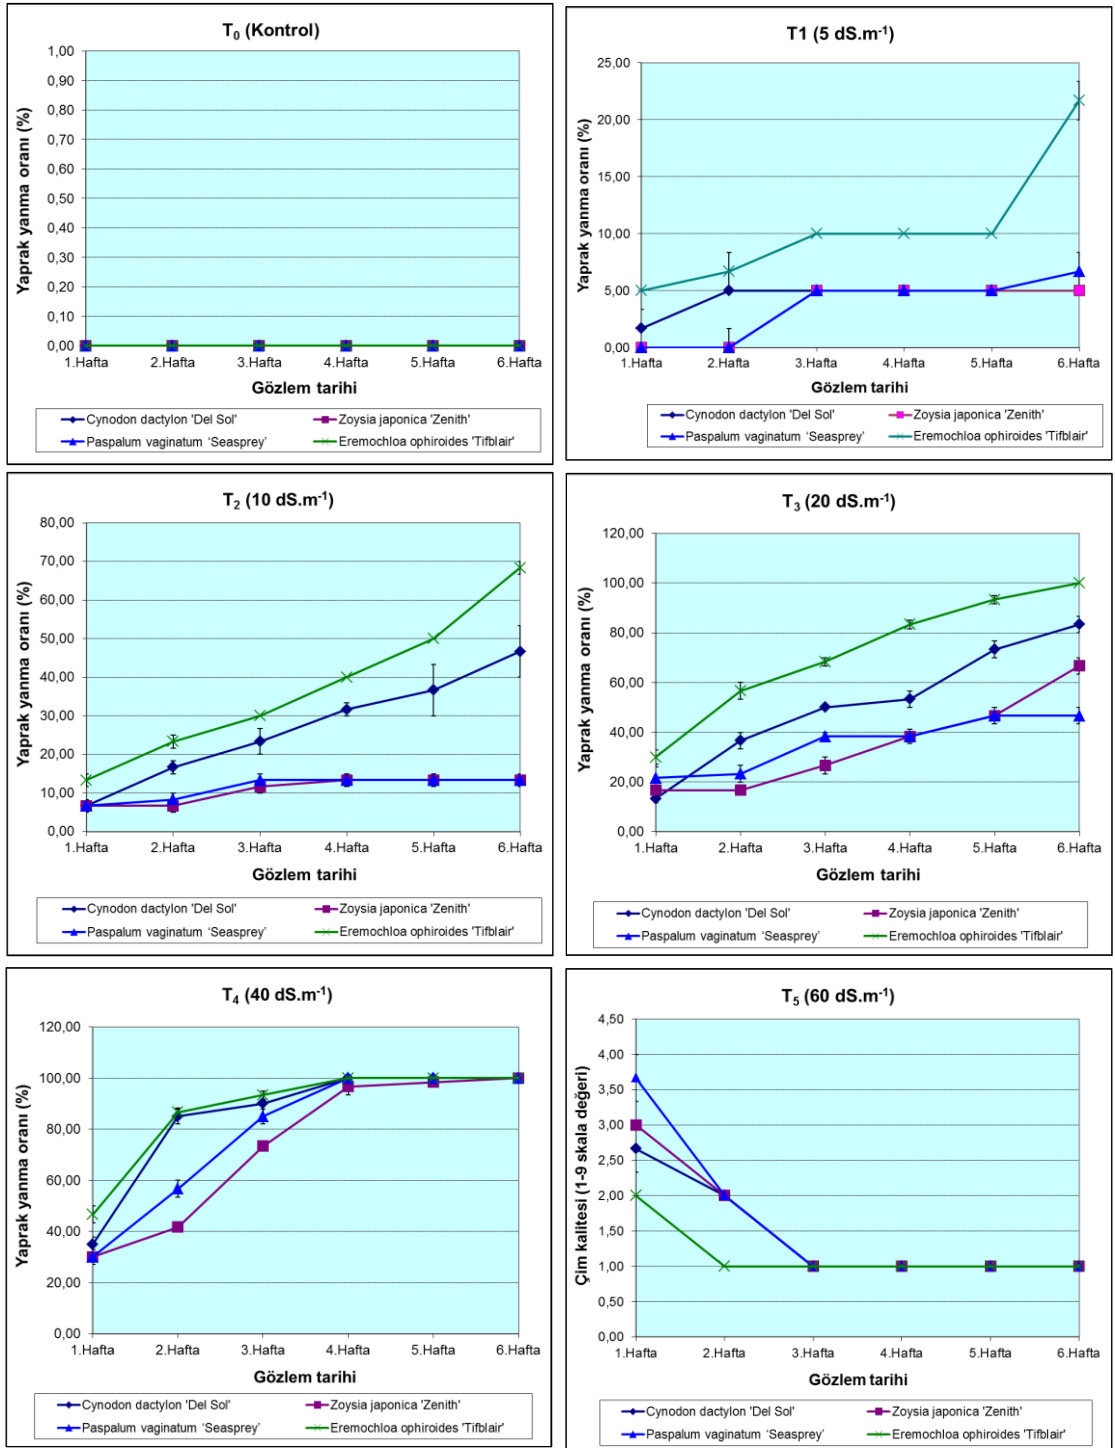 T₀ (Kontrol)
Yaprak yanma oranı (%)
1,00
0,90
0,80
0,70
0,60
0,50
0,40
0,30
0,20
0,10
0,00
1.Hafta 2.Hafta 3.Hafta 4.Hafta 5.Hafta 6.Hafta
Gözlem tarihi
Cynodon dactylon 'Del Sol' Zoysia japonica 'Zenith'
Paspalum vaginatum ‘Seasprey’ Eremochloa ophiroides 'Tifblair'
T1 (5 dS.m⁻¹)
Yaprak yanma oranı (%)
25,00
20,00
15,00
10,00
5,00
0,00
1.Hafta 2.Hafta 3.Hafta 4.Hafta 5.Hafta 6.Hafta
Gözlem tarihi
Cynodon dactylon 'Del Sol' Zoysia japonica 'Zenith'
Paspalum vaginatum ‘Seasprey’ Eremochloa ophiroides 'Tifblair'
T₂ (10 dS.m⁻¹)
Yaprak yanma oranı (%)
80,00
70,00
60,00
50,00
40,00
30,00
20,00
10,00
0,00
1.Hafta 2.Hafta 3.Hafta 4.Hafta 5.Hafta 6.Hafta
Gözlem tarihi
Cynodon dactylon 'Del Sol' Zoysia japonica 'Zenith'
Paspalum vaginatum ‘Seasprey’ Eremochloa ophiroides 'Tifblair'
T₃ (20 dS.m⁻¹)
Yaprak yanma oranı (%)
120,00
100,00
80,00
60,00
40,00
20,00
0,00
1.Hafta 2.Hafta 3.Hafta 4.Hafta 5.Hafta 6.Hafta
Gözlem tarihi
Cynodon dactylon 'Del Sol' Zoysia japonica 'Zenith'
Paspalum vaginatum ‘Seasprey’ Eremochloa ophiroides 'Tifblair'
T₄ (40 dS.m⁻¹)
Yaprak yanma oranı (%)
120,00
100,00
80,00
60,00
40,00
20,00
0,00
1.Hafta 2.Hafta 3.Hafta 4.Hafta 5.Hafta 6.Hafta
Gözlem tarihi
Cynodon dactylon 'Del Sol' Zoysia japonica 'Zenith'
Paspalum vaginatum ‘Seasprey’ Eremochloa ophiroides 'Tifblair'
T₅ (60 dS.m⁻¹)
Çim kalitesi (1-9 skala değeri)
4,50
4,00
3,50
3,00
2,50
2,00
1,50
1,00
0,50
0,00
1.Hafta 2.Hafta 3.Hafta 4.Hafta 5.Hafta 6.Hafta
Gözlem tarihi
Cynodon dactylon 'Del Sol' Zoysia japonica 'Zenith'
Paspalum vaginatum ‘Seasprey’ Eremochloa ophiroides 'Tifblair'